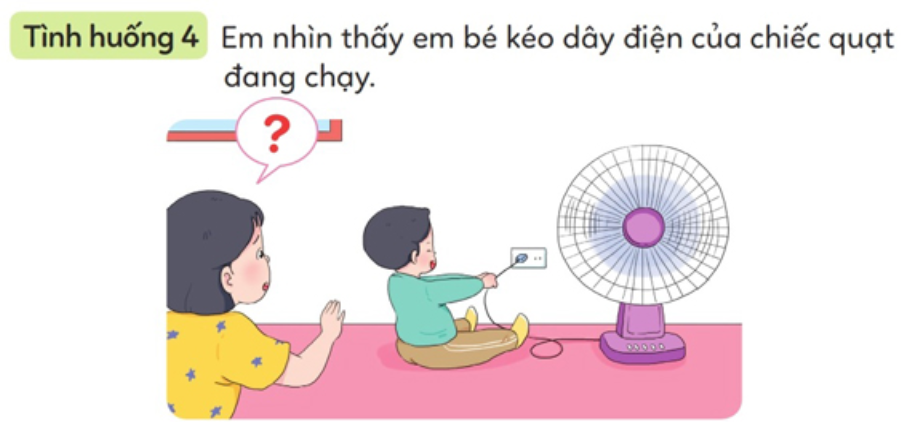 Tình huống 4 Em nhìn thấy em bé kéo dây điện của chiếc quạt
đang chạy.
?